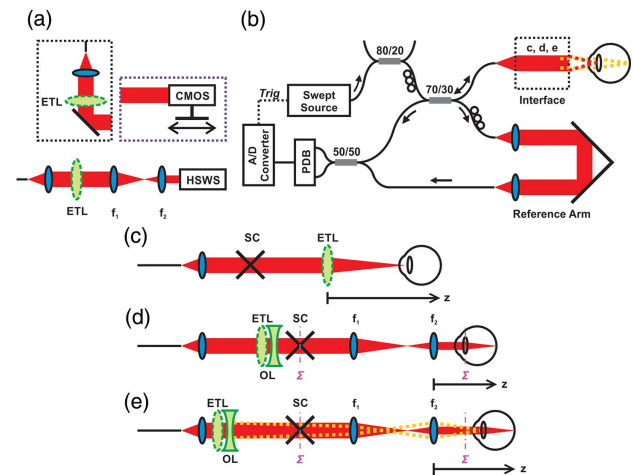 (a)
ETL
CMOS
ETL
f₁
f₂
HSWS
(b)
80/20
Trig
Swept
Source
70/30
c, d, e
Interface
A/D
Converter
PDB
50/50
Reference Arm
(c)
SC
ETL
z
(d)
ETL
SC
f₁
f₂
OL
Σ
Σ
z
(e)
ETL
SC
f₁
f₂
OL
Σ
Σ
z